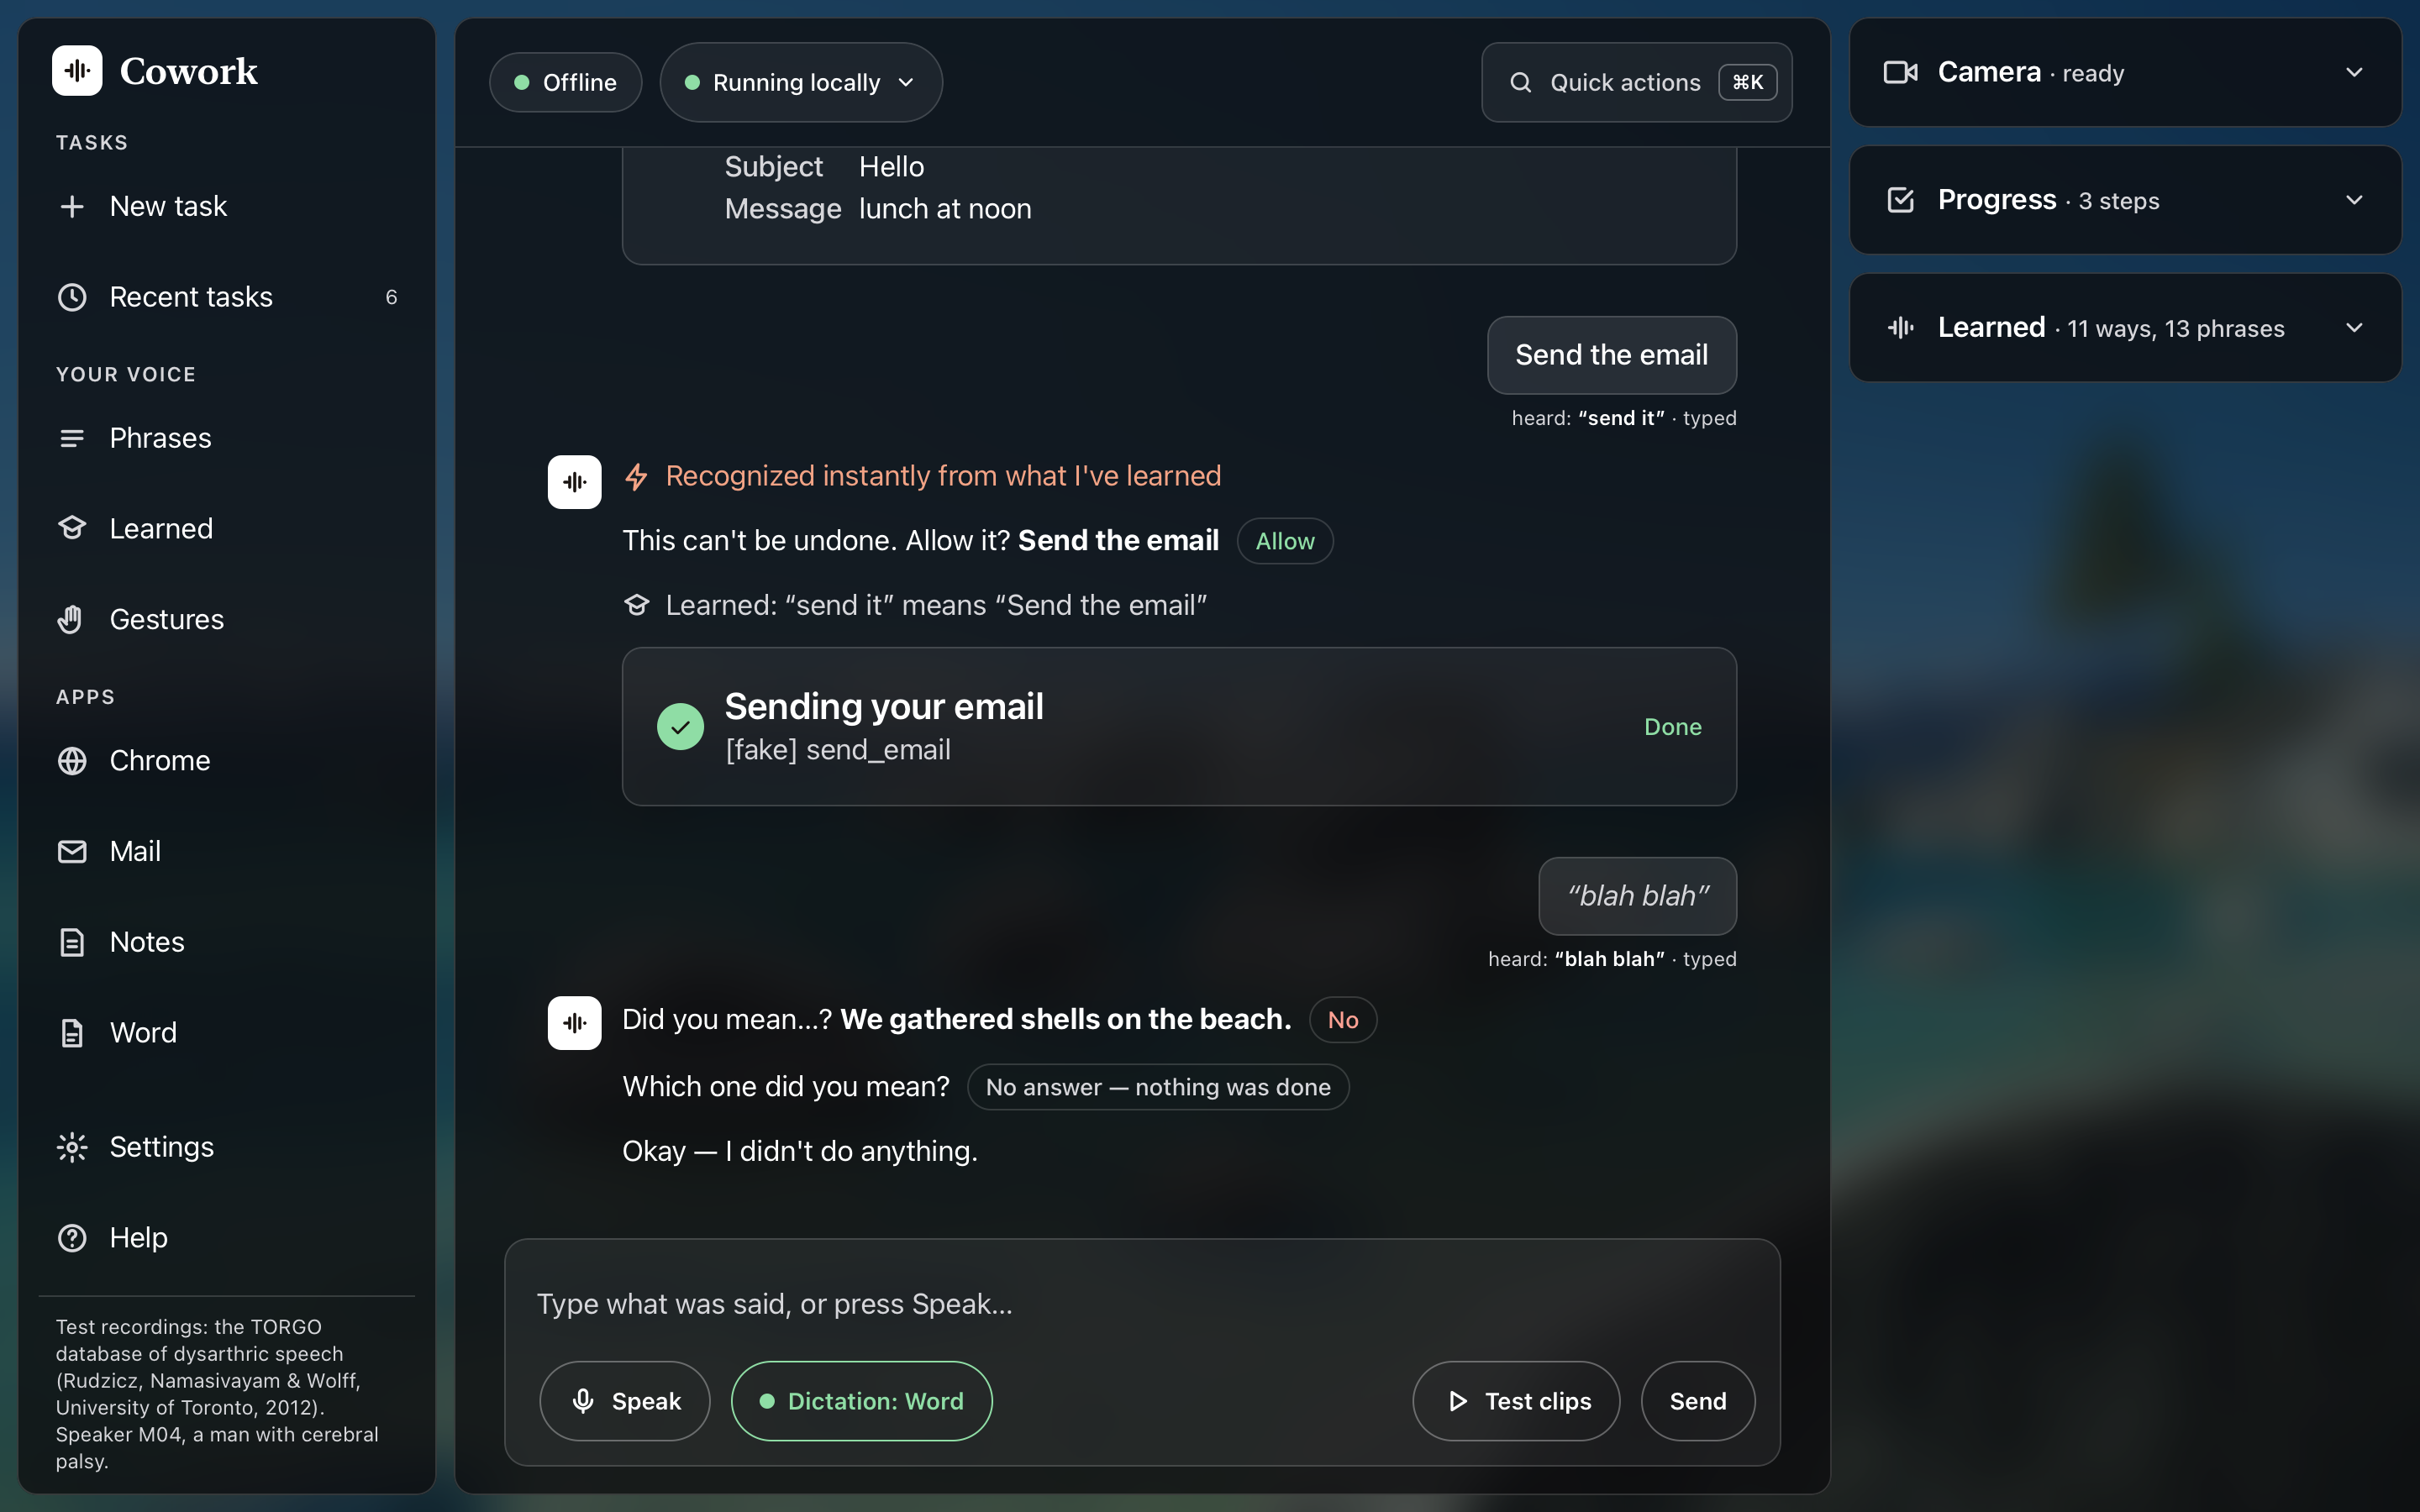 Cowork
TASKS
New task
Recent tasks 6
YOUR VOICE
Phrases
Learned
Gestures
APPS
Chrome
Mail
Notes
Word
Settings
Help
Test recordings: the TORGO
database of dysarthric speech
(Rudzicz, Namasivayam & Wolff,
University of Toronto, 2012).
Speaker M04, a man with cerebral
palsy.
Offline
Running locally
Quick actions ⌘K
Subject Hello
Message lunch at noon
Send the email
heard: “send it” · typed
Recognized instantly from what I've learned
This can't be undone. Allow it? Send the email Allow
Learned: “send it” means “Send the email”
Sending your email
[fake] send_email
Done
“blah blah”
heard: “blah blah” · typed
Did you mean…? We gathered shells on the beach. No
Which one did you mean? No answer — nothing was done
Okay — I didn't do anything.
Type what was said, or press Speak...
Speak
Dictation: Word
Test clips
Send
Camera · ready
Progress · 3 steps
Learned · 11 ways, 13 phrases